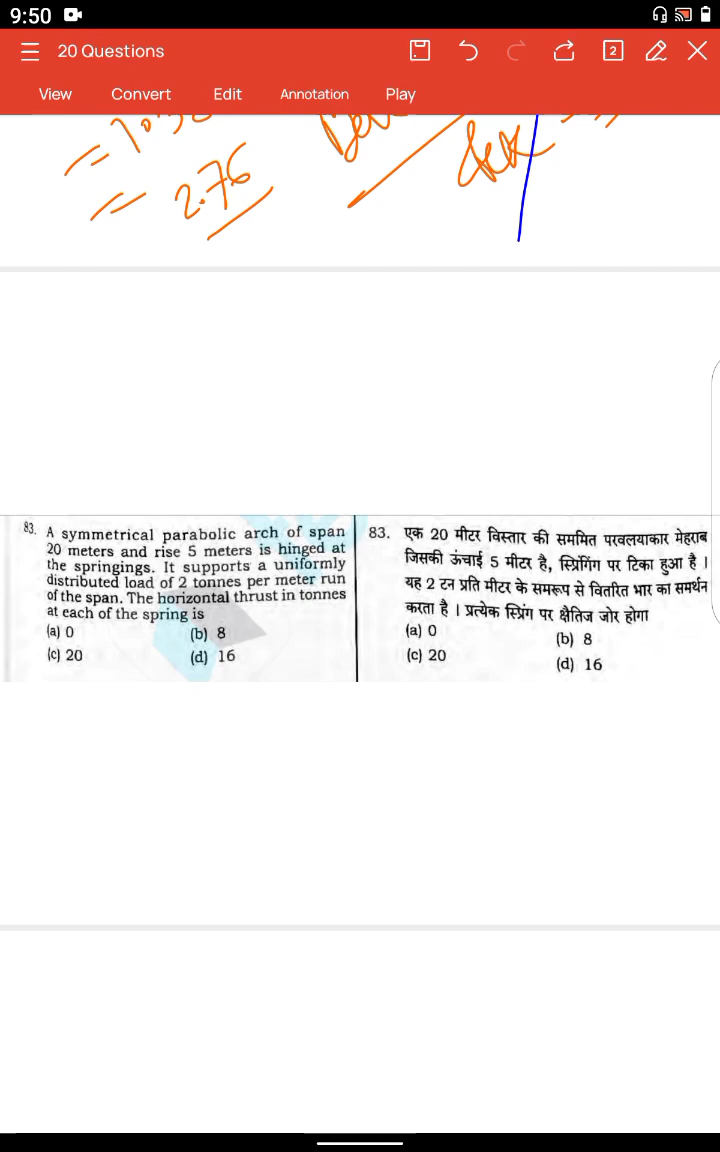 9:50
20 Questions
2
View Convert Edit Annotation Play
= 2.76
83. A symmetrical parabolic arch of span
20 meters and rise 5 meters is hinged at
the springings. It supports a uniformly
distributed load of 2 tonnes per meter run
of the span. The horizontal thrust in tonnes
at each of the spring is
(a) 0 (b) 8
(c) 20 (d) 16
83. एक 20 मीटर विस्तार की सममित परवलयाकार मेहराब
जिसकी ऊंचाई 5 मीटर है, स्प्रिंगिंग पर टिका हुआ है ।
यह 2 टन प्रति मीटर के समरूप से वितरित भार का समर्थन
करता है । प्रत्येक स्प्रिंग पर क्षैतिज जोर होगा
(a) 0 (b) 8
(c) 20 (d) 16